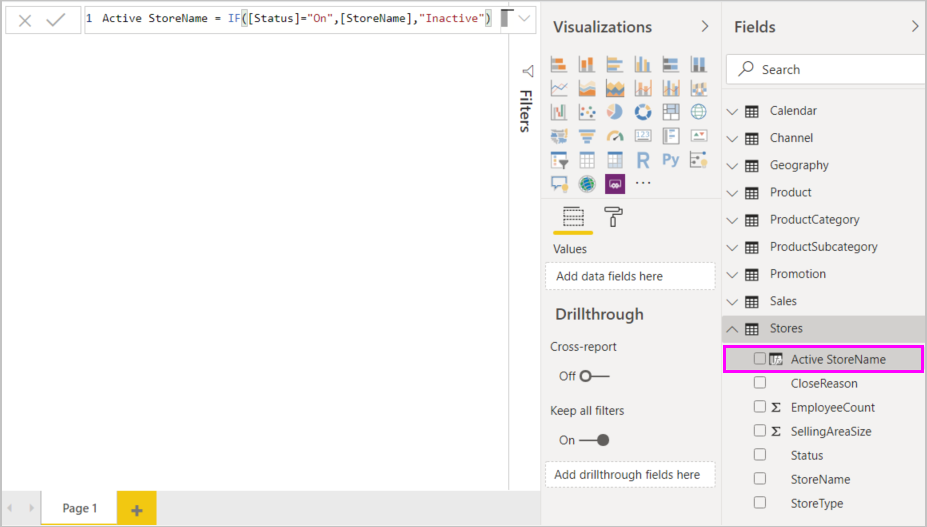 1 Active StoreName = IF([Status]="On",[StoreName],"Inactive")
Filters
Page 1
+
Visualizations
123
R
Py
...
Values
Add data fields here
Drillthrough
Cross-report
Off
Keep all filters
On
Add drillthrough fields here
Fields
Search
Calendar
Channel
Geography
Product
ProductCategory
ProductSubcategory
Promotion
Sales
Stores
Active StoreName
CloseReason
Σ EmployeeCount
Σ SellingAreaSize
Status
StoreName
StoreType